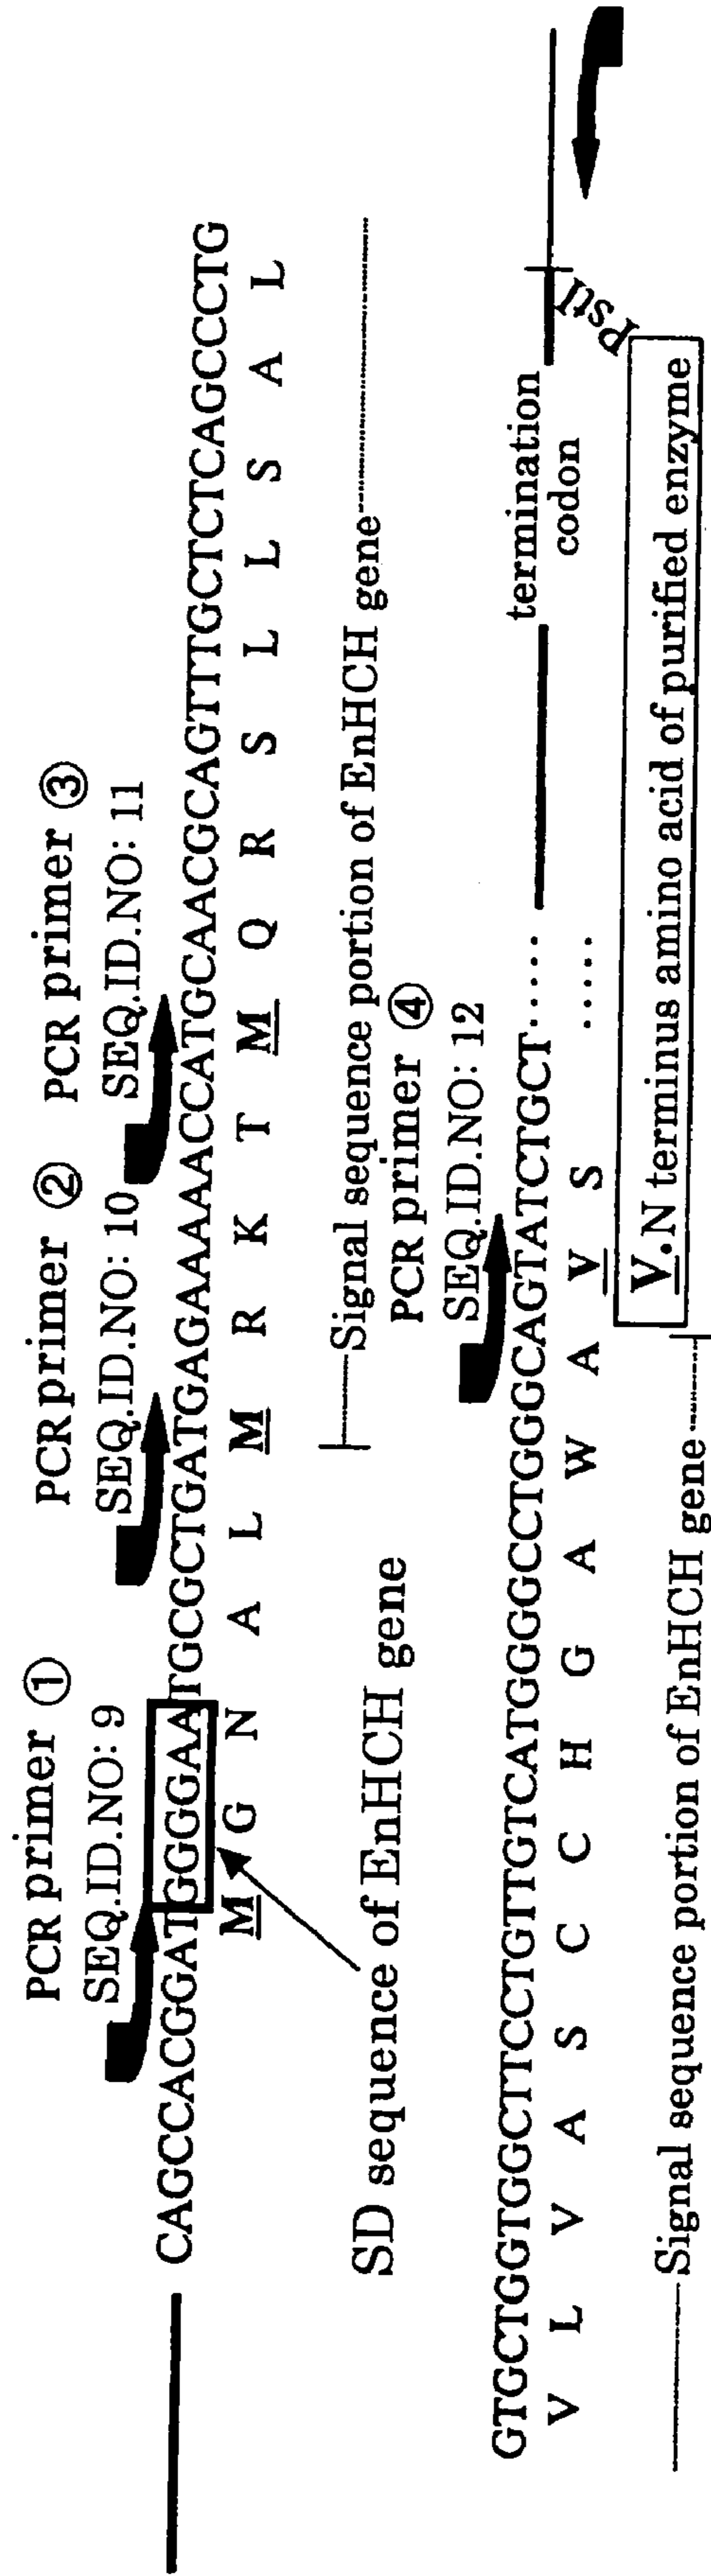 PCR primer ① PCR primer ② PCR primer ③
SEQ.ID.NO: 9 SEQ.ID.NO: 10 SEQ.ID.NO: 11
CAGCCACGGATGGGGAATGCGCTGATGAGAAAAACCATGCAACGCAGTTTGCTCTCAGCCCTG
M G N A L M R K T M Q R S L L S A L
Signal sequence portion of EnHCH gene
SD sequence of EnHCH gene
PCR primer ④
SEQ.ID.NO: 12
GTGCTGGTGGCTTCCTGTTGTCATGGGGCCTGGGCAGTATCTGCT·····
termination
codon
PstI
V L V A S C C H G A W A V S ·····
V.N terminus amino acid of purified enzyme
Signal sequence portion of EnHCH gene